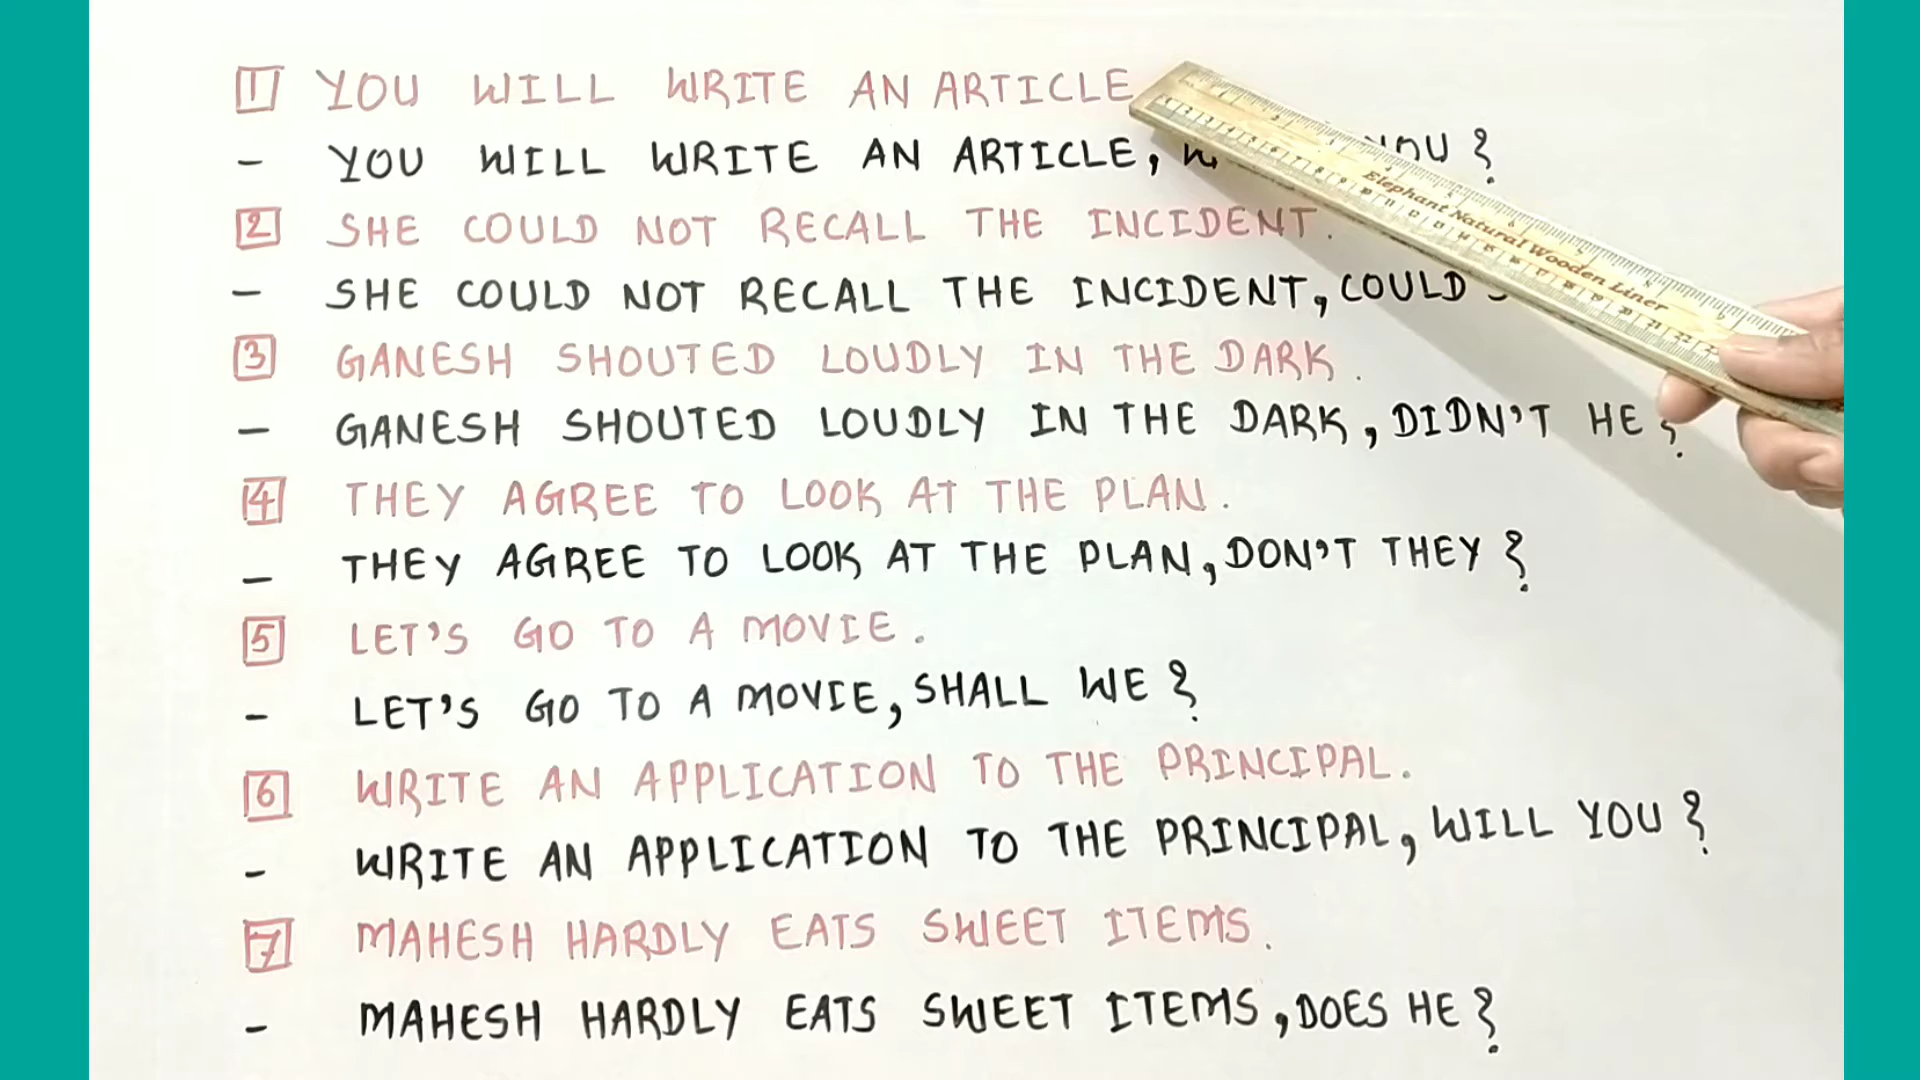 1 YOU WILL WRITE AN ARTICLE
- YOU WILL WRITE AN ARTICLE, YOU?
2 SHE COULD NOT RECALL THE INCIDENT.
- SHE COULD NOT RECALL THE INCIDENT, COULD
3 GANESH SHOUTED LOUDLY IN THE DARK.
- GANESH SHOUTED LOUDLY IN THE DARK, DIDN'T HE?
4 THEY AGREE TO LOOK AT THE PLAN.
- THEY AGREE TO LOOK AT THE PLAN, DON'T THEY?
5 LET'S GO TO A MOVIE.
- LET'S GO TO A MOVIE, SHALL WE?
6 WRITE AN APPLICATION TO THE PRINCIPAL.
- WRITE AN APPLICATION TO THE PRINCIPAL, WILL YOU?
7 MAHESH HARDLY EATS SWEET ITEMS.
- MAHESH HARDLY EATS SWEET ITEMS, DOES HE?
Elephant Natural Wooden Liner